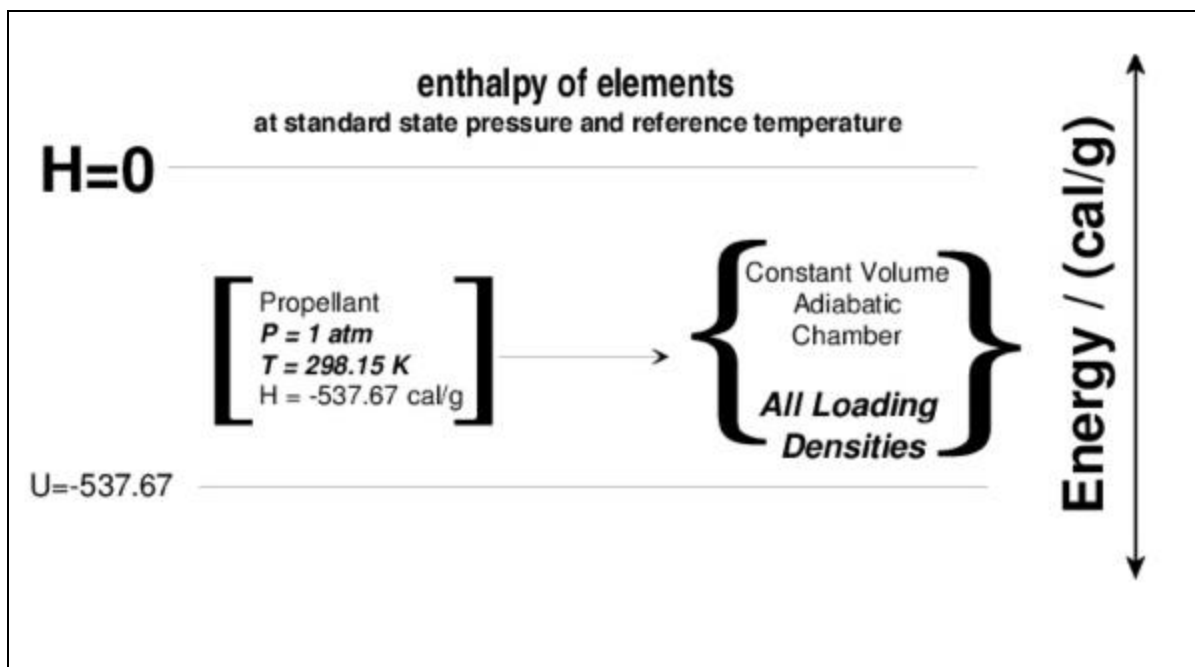 enthalpy of elements
at standard state pressure and reference temperature
H=0
Propellant
P = 1 atm
T = 298.15 K
H = -537.67 cal/g
Constant Volume
Adiabatic
Chamber
All Loading
Densities
U=-537.67
Energy / (cal/g)